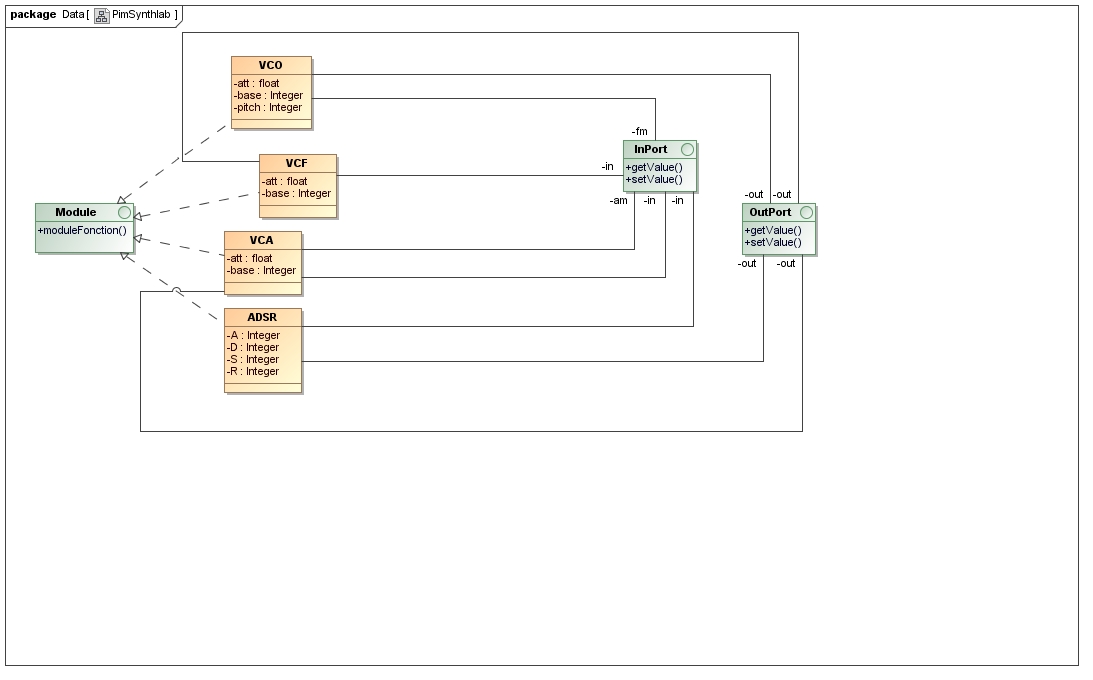 package Data[ PimSynthlab ]
VCO
-att : float
-base : Integer
-pitch : Integer
-fm
InPort
+getValue()
+setValue()
-in
VCF
-att : float
-base : Integer
-am
-in
-in
-out
-out
Module
+moduleFonction()
OutPort
+getValue()
+setValue()
VCA
-att : float
-base : Integer
-out
-out
ADSR
-A : Integer
-D : Integer
-S : Integer
-R : Integer